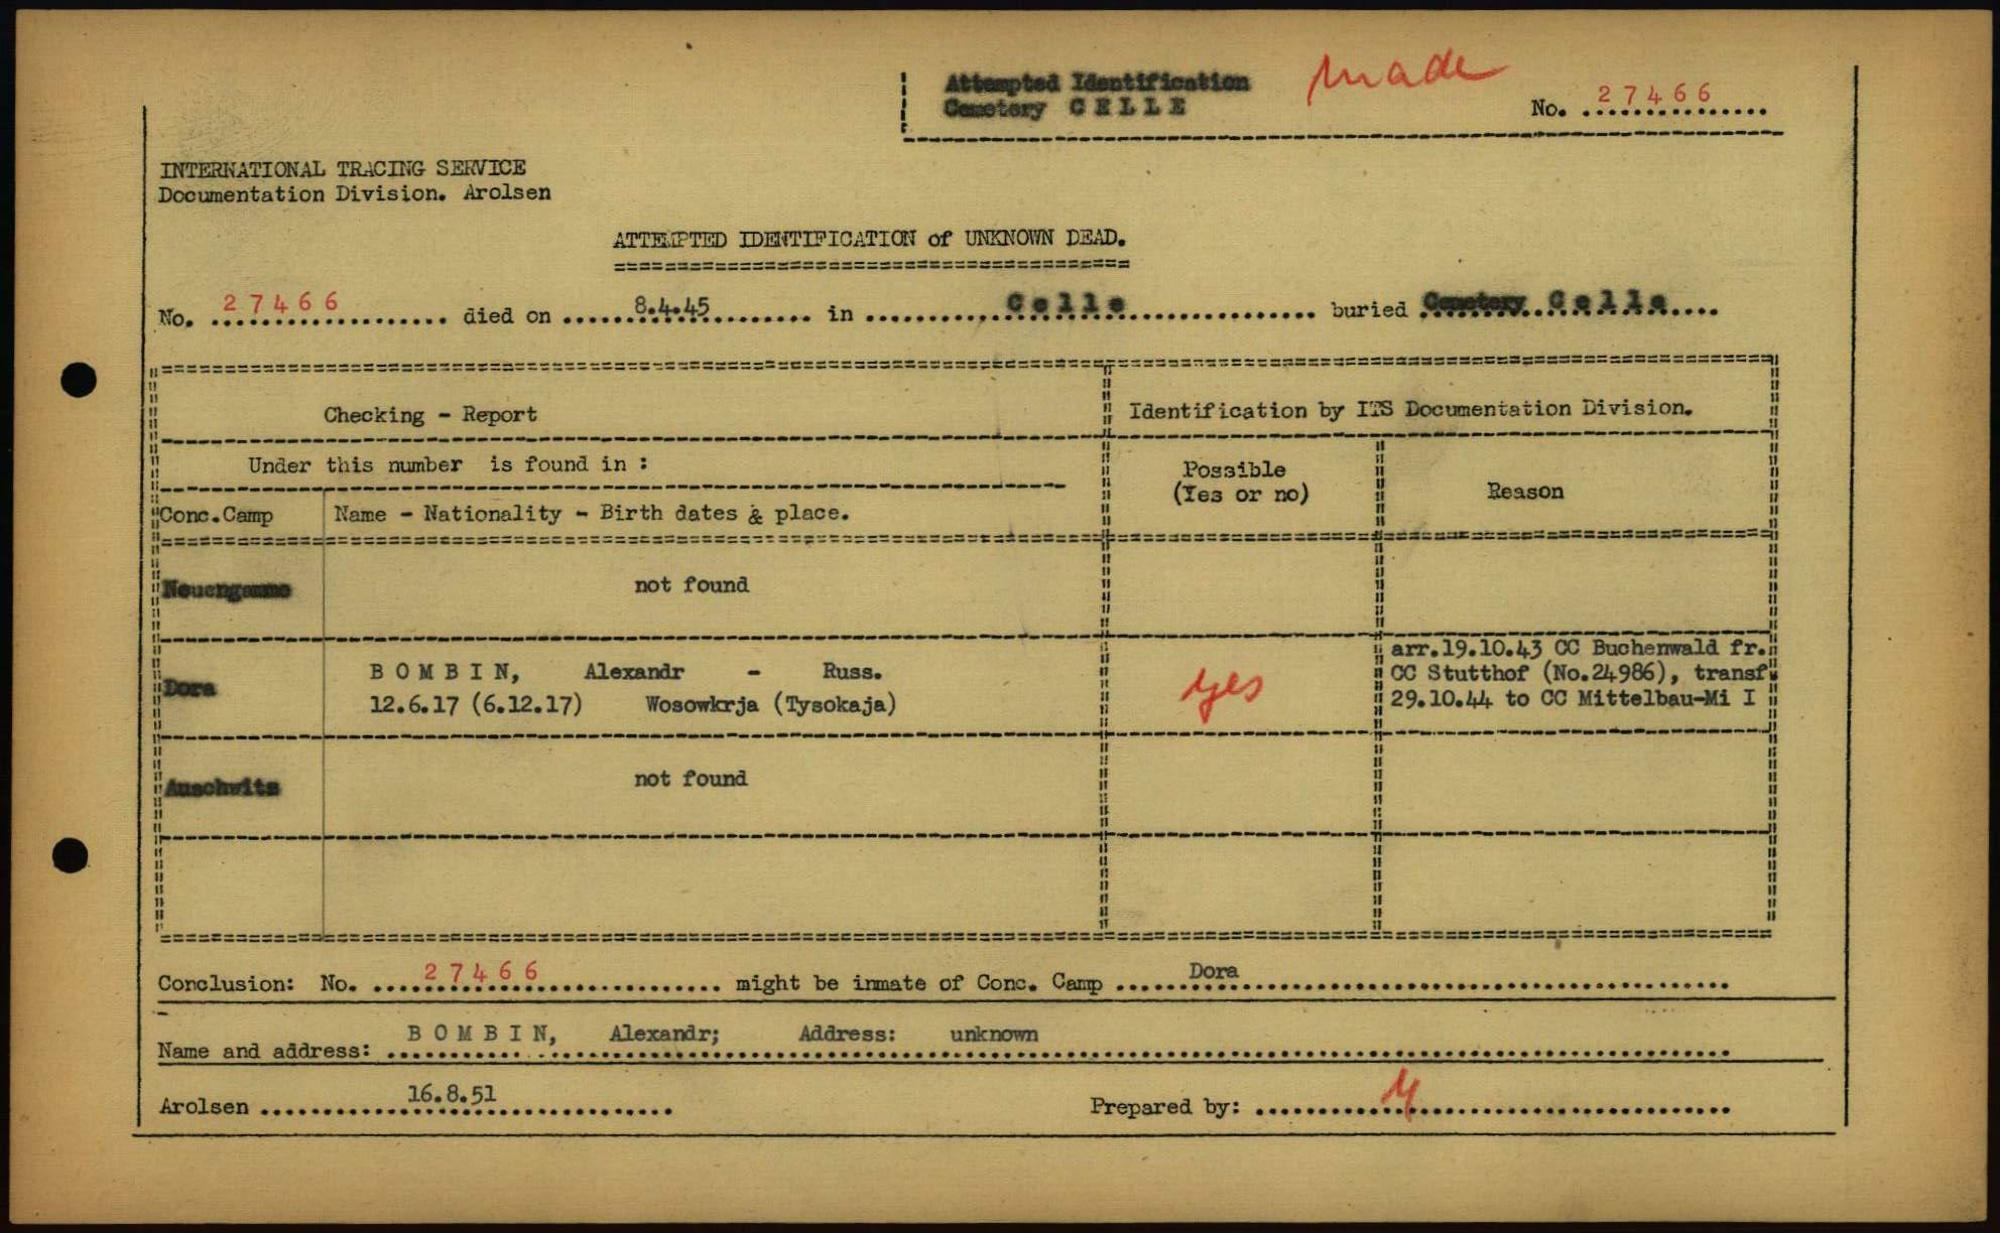 Attempted Identification made
Cemetery C E L L E No. 27466
INTERNATIONAL TRACING SERVICE
Documentation Division. Arolsen
ATTEMPTED IDENTIFICATION of UNKNOWN DEAD.
No. 27466 died on 8.4.45 in C e l l e buried Cemetery C e l l e
Checking - Report Identification by ITS Documentation Division.
Under this number is found in : Possible (Yes or no) Reason
Conc.Camp Name - Nationality - Birth dates & place.
Neuengamme not found
arr.19.10.43 CC Buchenwald fr.
Dora B O M B I N, Alexandr - Russ. yes CC Stutthof (No.24986), transf.
12.6.17 (6.12.17) Wosowkrja (Tysokaja) 29.10.44 to CC Mittelbau-Mi I
Auschwitz not found
Conclusion: No. 27466 might be inmate of Conc. Camp Dora
Name and address: B O M B I N, Alexandr; Address: unknown
Arolsen 16.8.51 Prepared by: